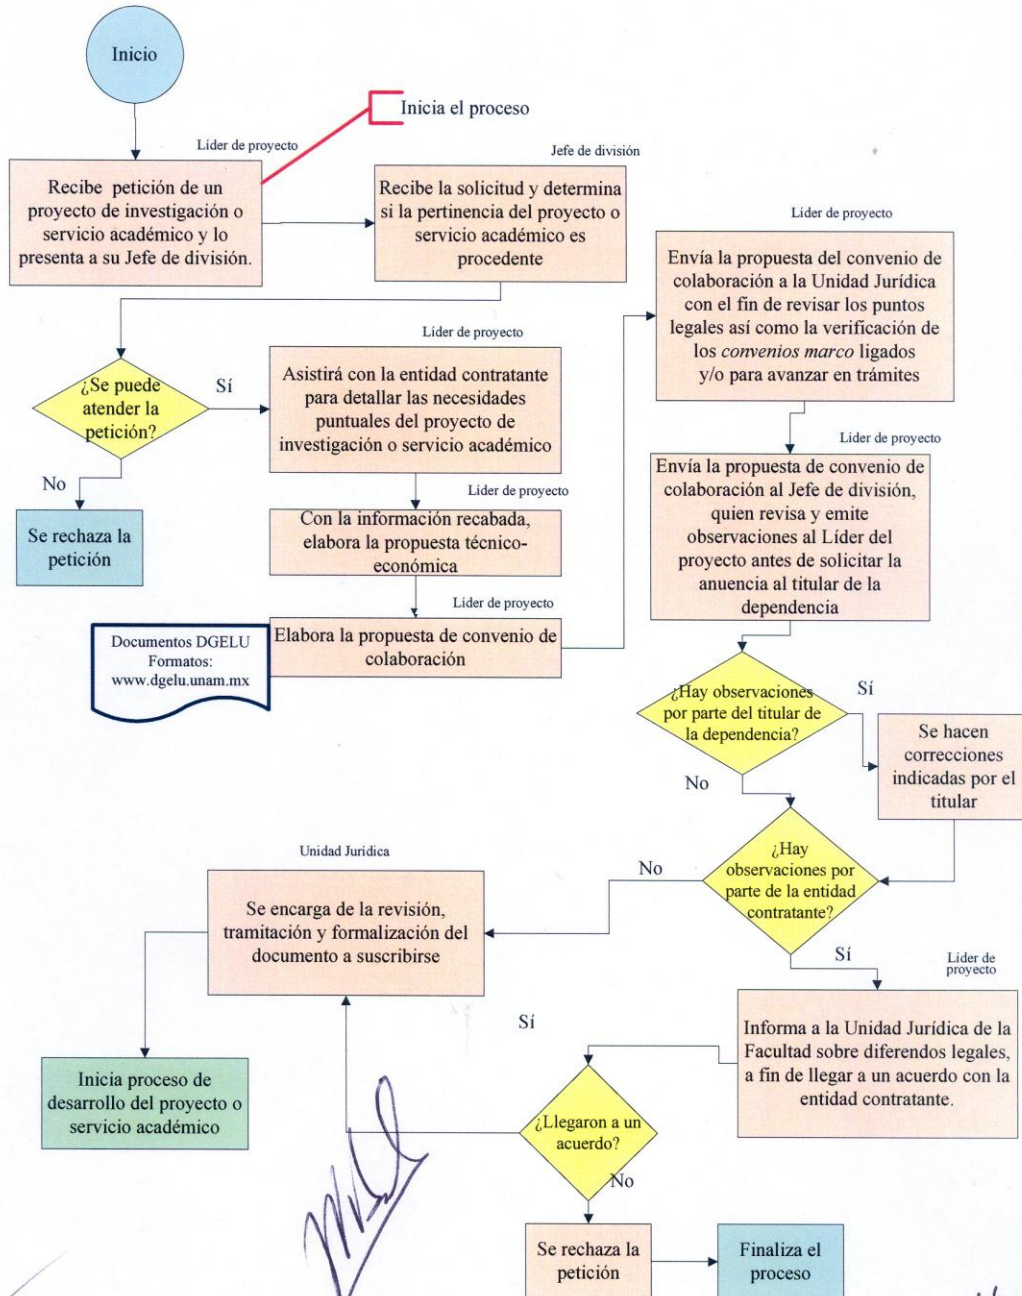 Inicio
Inicia el proceso
Líder de proyecto
Recibe petición de un
proyecto de investigación o
servicio académico y lo
presenta a su Jefe de división.
Jefe de división
Recibe la solicitud y determina
si la pertinencia del proyecto o
servicio académico es
procedente
¿Se puede
atender la
petición?
Sí
No
Se rechaza la
petición
Líder de proyecto
Asistirá con la entidad contratante
para detallar las necesidades
puntuales del proyecto de
investigación o servicio académico
Líder de proyecto
Con la información recabada,
elabora la propuesta técnico-
económica
Líder de proyecto
Elabora la propuesta de convenio de
colaboración
Documentos DGELU
Formatos:
www.dgelu.unam.mx
Líder de proyecto
Envía la propuesta del convenio de
colaboración a la Unidad Jurídica
con el fin de revisar los puntos
legales así como la verificación de
los convenios marco ligados
y/o para avanzar en trámites
Líder de proyecto
Envía la propuesta de convenio de
colaboración al Jefe de división,
quien revisa y emite
observaciones al Líder del
proyecto antes de solicitar la
anuencia al titular de la
dependencia
¿Hay observaciones
por parte del titular de
la dependencia?
Sí
No
Se hacen
correcciones
indicadas por el
titular
¿Hay
observaciones por
parte de la entidad
contratante?
No
Sí
Unidad Jurídica
Se encarga de la revisión,
tramitación y formalización del
documento a suscribirse
Inicia proceso de
desarrollo del proyecto o
servicio académico
Líder de
proyecto
Informa a la Unidad Jurídica de la
Facultad sobre diferendos legales,
a fin de llegar a un acuerdo con la
entidad contratante.
Sí
¿Llegaron a un
acuerdo?
No
Se rechaza la
petición
Finaliza el
proceso